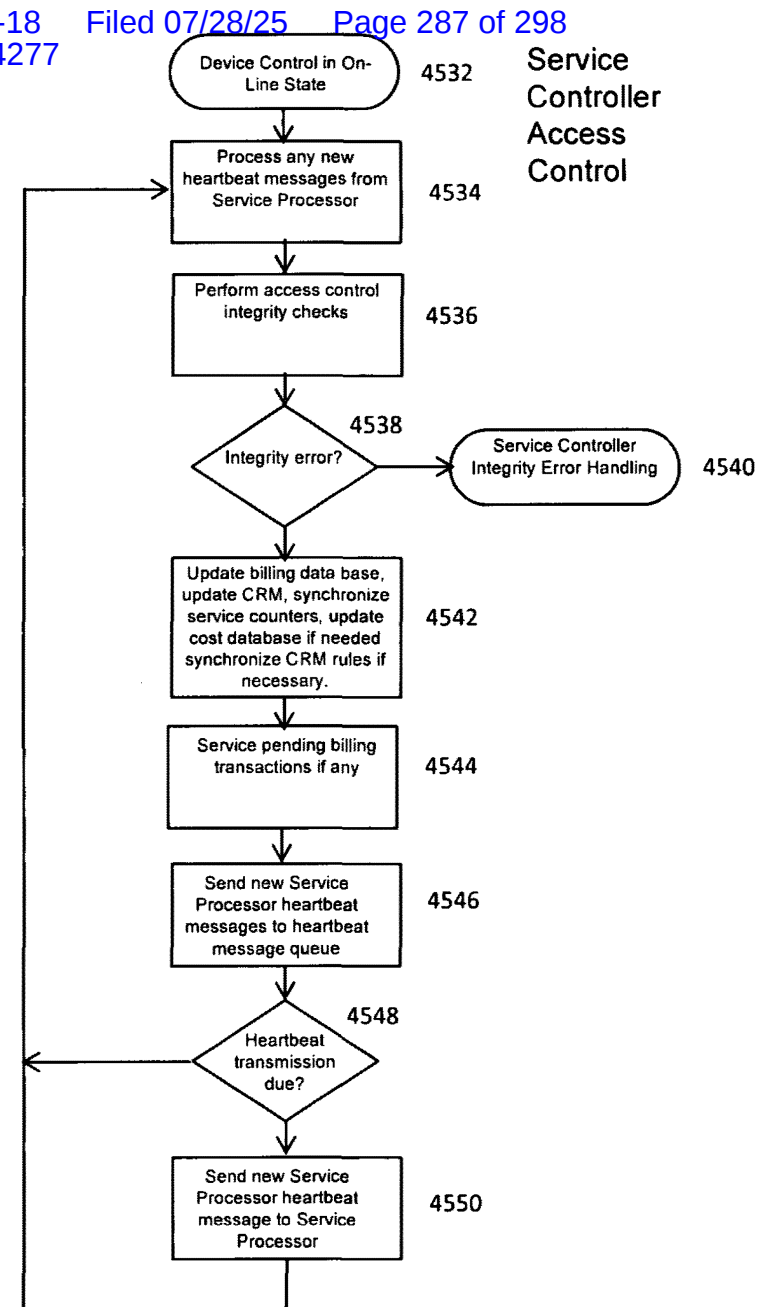 -18 Filed 07/28/25 Page 287 of 298
4277
Service
Controller
Access
Control
Device Control in On-
Line State
4532
Process any new
heartbeat messages from
Service Processor
4534
Perform access control
integrity checks
4536
4538
Integrity error?
Service Controller
Integrity Error Handling
4540
Update billing data base,
update CRM, synchronize
service counters, update
cost database if needed
synchronize CRM rules if
necessary.
4542
Service pending billing
transactions if any
4544
Send new Service
Processor heartbeat
messages to heartbeat
message queue
4546
4548
Heartbeat
transmission
due?
Send new Service
Processor heartbeat
message to Service
Processor
4550